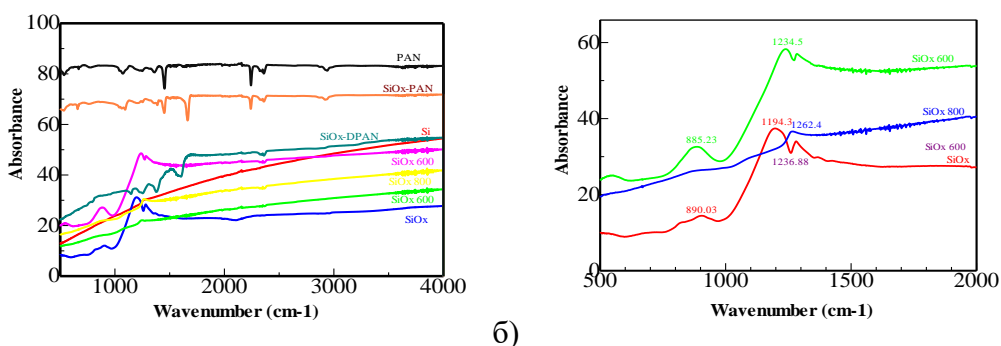 100
80
60
40
20
0
Absorbance
PAN
SiOx-PAN
SiOx-DPAN
Si
SiOx 600
SiOx 800
SiOx 600
SiOx
1000
2000
3000
4000
Wavenumber (cm-1)
60
40
20
0
Absorbance
1234.5
SiOx 600
885.23
SiOx 800
1194.3
1262.4
SiOx 600
SiOx
1236.88
890.03
500
1000
1500
2000
Wavenumber (cm-1)
б)